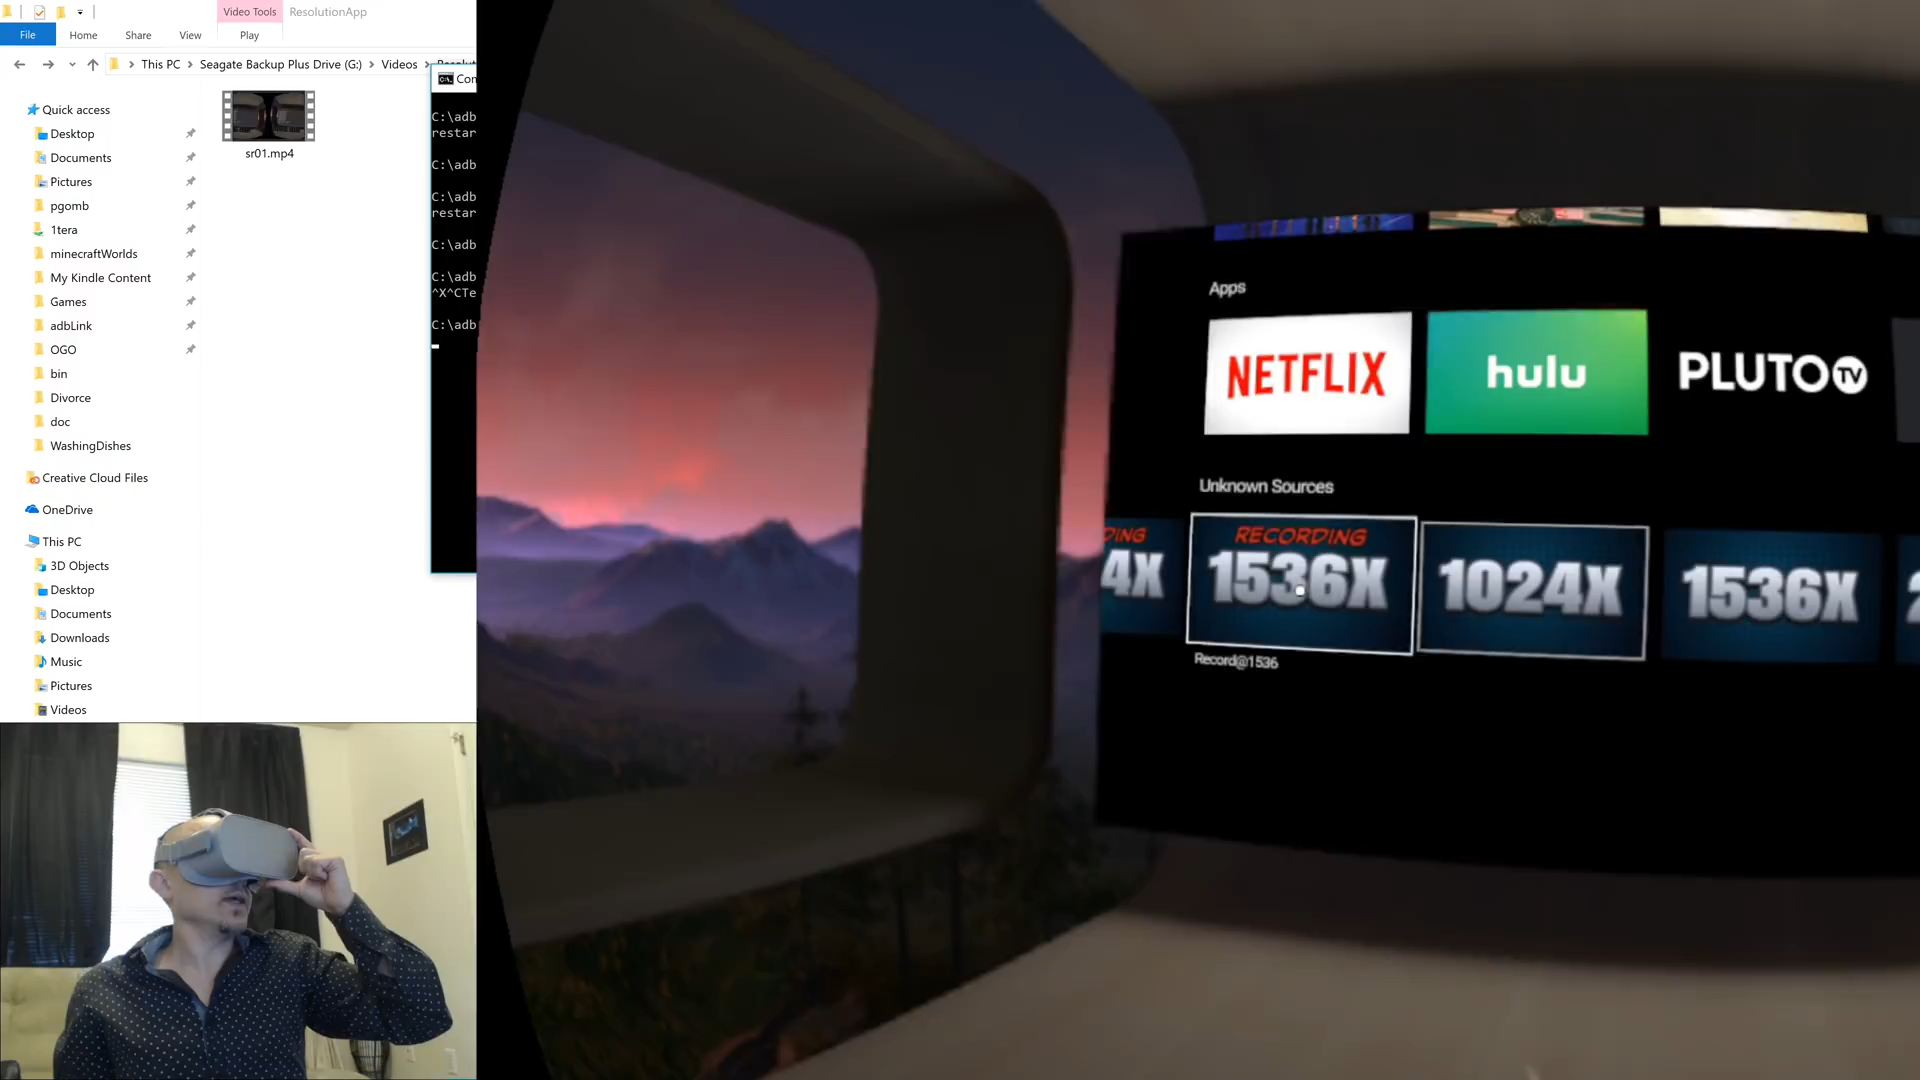 Video Tools
ResolutionApp
File
Home
Share
View
Play
This PC
Seagate Backup Plus Drive (G:)
Videos
Quick access
Desktop
Documents
Pictures
pgomb
1tera
minecraftWorlds
My Kindle Content
Games
adbLink
OGO
bin
Divorce
doc
WashingDishes
Creative Cloud Files
OneDrive
This PC
3D Objects
Desktop
Documents
Downloads
Music
Pictures
Videos
sr01.mp4
C:\adb
restar
C:\adb
C:\adb
restar
C:\adb
C:\adb
^X^CTe
C:\adb
Apps
NETFLIX
hulu
PLUTO TV
Unknown Sources
DING
4X
RECORDING
1536X
1024X
1536X
Record@1536